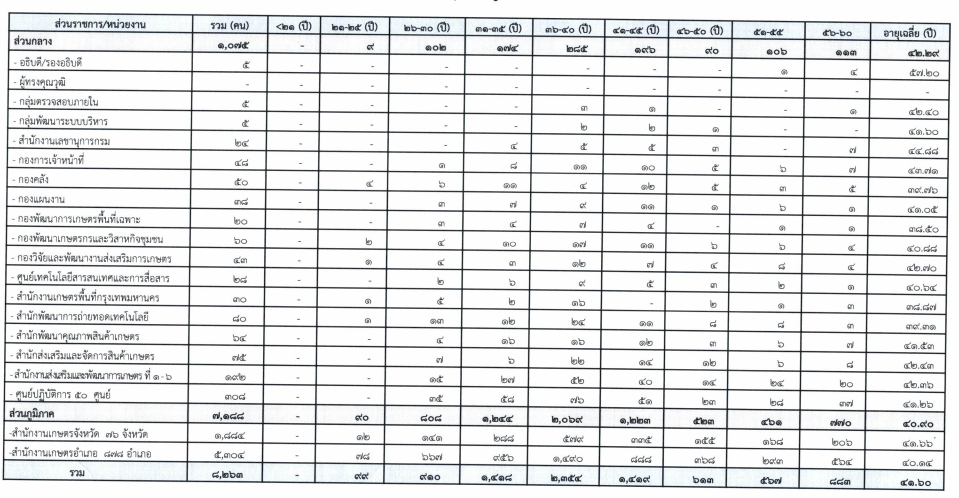 ส่วนราชการ/หน่วยงาน รวม (คน) <๒๑ (ปี) ๒๑-๒๕ (ปี) ๒๖-๓๐ (ปี) ๓๑-๓๕ (ปี) ๓๖-๔๐ (ปี) ๔๑-๔๕ (ปี) ๔๖-๕๐ (ปี) ๕๑-๕๕ ๕๖-๖๐ อายุเฉลี่ย (ปี)
ส่วนกลาง ๑,๐๗๕ - ๙ ๑๐๒ ๑๗๔ ๒๘๕ ๑๙๖ ๙๐ ๑๐๖ ๑๑๓ ๔๒.๒๙
- อธิบดี/รองอธิบดี ๕ - - - - - - - ๑ ๔ ๕๗.๒๐
- ผู้ทรงคุณวุฒิ - - - - - - - - - - -
- กลุ่มตรวจสอบภายใน ๕ - - - - ๓ ๑ - - ๑ ๔๒.๔๐
- กลุ่มพัฒนาระบบบริหาร ๕ - - - - ๒ ๒ ๑ - - ๔๑.๖๐
- สำนักงานเลขานุการกรม ๒๔ - - - ๔ ๕ ๕ ๓ - ๗ ๔๔.๘๘
- กองการเจ้าหน้าที่ ๔๘ - - ๑ ๘ ๑๑ ๑๐ ๕ ๖ ๗ ๔๓.๗๑
- กองคลัง ๕๐ - ๔ ๖ ๑๑ ๔ ๑๒ ๕ ๓ ๕ ๓๙.๗๖
- กองแผนงาน ๓๘ - - ๓ ๗ ๙ ๑๑ ๑ ๖ ๑ ๔๑.๐๕
- กองพัฒนาการเกษตรพื้นที่เฉพาะ ๒๐ - - ๓ ๔ ๗ ๔ - ๑ ๑ ๓๘.๕๐
- กองพัฒนาเกษตรกรและวิสาหกิจชุมชน ๖๐ - ๒ ๔ ๑๐ ๑๗ ๑๑ ๖ ๖ ๔ ๔๐.๘๘
- กองวิจัยและพัฒนางานส่งเสริมการเกษตร ๔๓ - ๑ ๔ ๓ ๑๒ ๗ ๔ ๘ ๔ ๔๒.๗๐
- ศูนย์เทคโนโลยีสารสนเทศและการสื่อสาร ๒๘ - - ๒ ๖ ๙ ๕ ๓ ๒ ๑ ๔๐.๖๔
- สำนักงานเกษตรพื้นที่กรุงเทพมหานคร ๓๐ - ๑ ๕ ๒ ๑๖ - ๒ ๑ ๓ ๓๘.๘๗
- สำนักพัฒนาการถ่ายทอดเทคโนโลยี ๘๐ - ๑ ๑๓ ๑๒ ๒๔ ๑๑ ๘ ๘ ๓ ๓๙.๓๑
- สำนักพัฒนาคุณภาพสินค้าเกษตร ๖๔ - - ๔ ๑๖ ๑๖ ๑๒ ๓ ๖ ๗ ๔๑.๕๓
- สำนักส่งเสริมและจัดการสินค้าเกษตร ๗๕ - - ๗ ๖ ๒๒ ๑๔ ๑๒ ๖ ๘ ๔๒.๔๓
- สำนักงานส่งเสริมและพัฒนาการเกษตร ที่ ๑ - ๖ ๑๙๒ - - ๑๕ ๒๗ ๕๒ ๔๐ ๑๔ ๒๔ ๒๐ ๔๒.๓๖
- ศูนย์ปฏิบัติการ ๕๐ ศูนย์ ๓๐๘ - - ๓๕ ๕๘ ๗๖ ๕๑ ๒๓ ๒๘ ๓๗ ๔๑.๒๖
ส่วนภูมิภาค ๗,๑๘๘ - ๙๐ ๘๐๘ ๑,๒๔๔ ๒,๐๖๙ ๑,๒๒๓ ๕๒๓ ๔๖๑ ๗๗๐ ๔๐.๙๐
-สำนักงานเกษตรจังหวัด ๗๖ จังหวัด ๑,๘๘๔ - ๑๒ ๑๔๑ ๒๘๘ ๕๗๙ ๓๓๕ ๑๕๕ ๑๖๘ ๒๐๖ ๔๑.๖๖
-สำนักงานเกษตรอำเภอ ๘๗๘ อำเภอ ๕,๓๐๔ - ๗๘ ๖๖๗ ๙๕๖ ๑,๔๙๐ ๘๘๘ ๓๖๘ ๒๙๓ ๕๖๔ ๔๐.๑๔
รวม ๘,๒๖๓ - ๙๙ ๙๑๐ ๑,๔๑๘ ๒,๓๕๔ ๑,๔๑๙ ๖๑๓ ๕๖๗ ๘๘๓ ๔๑.๖๐